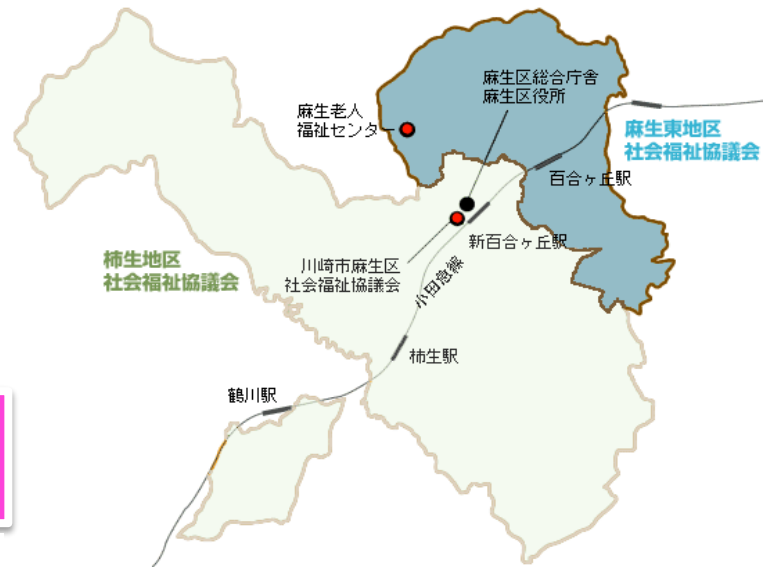 麻生区総合庁舎
麻生区役所
麻生老人
福祉センター
麻生東地区
社会福祉協議会
百合ヶ丘駅
新百合ヶ丘駅
柿生地区
社会福祉協議会
川崎市麻生区
社会福祉協議会
小田急線
柿生駅
鶴川駅